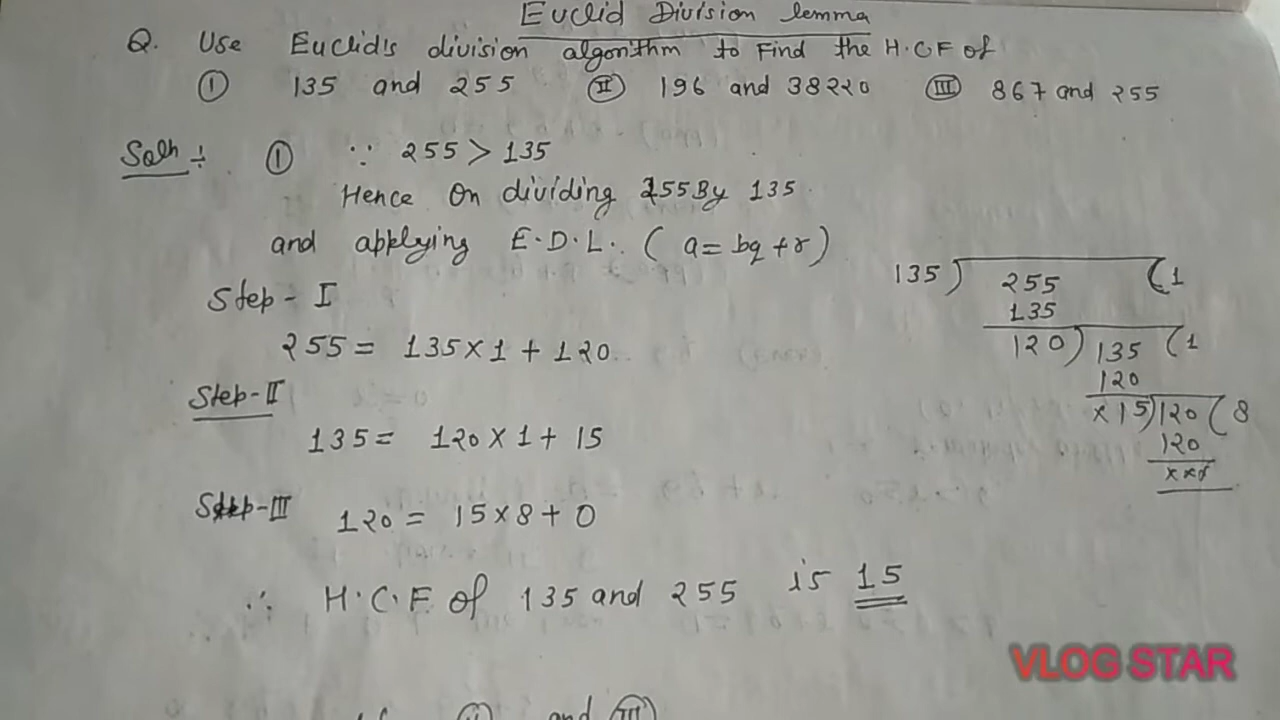 Euclid Division lemma
Q. Use Euclid's division algorithm to Find the H.C.F of
① 135 and 255 Ⅱ 196 and 38220 Ⅲ 867 and 255
Soln ÷ ① ∵ 255 > 135
Hence On dividing 255 By 135
and applying E.D.L. ( a = bq + r )
Step - I
255 = 135 × 1 + 120
Step - II
135 = 120 × 1 + 15
Step - III 120 = 15 × 8 + 0
∴ H.C.F. of 135 and 255 is 15
135 ) 255 ( 1
135
120 ) 135 ( 1
120
× 15 ) 120 ( 8
120
× × ×
VLOG STAR
and